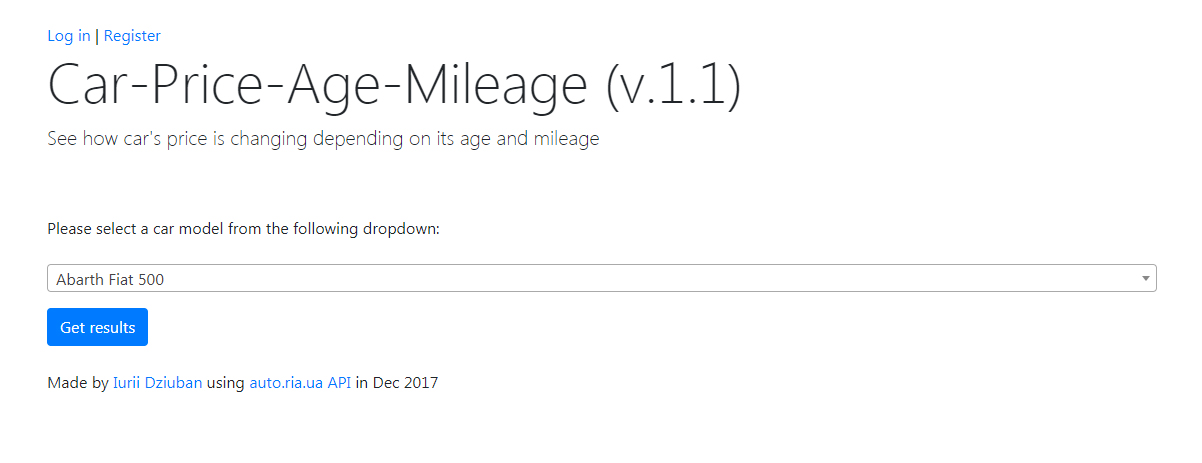 Log in | Register
Car-Price-Age-Mileage (v.1.1)
See how car's price is changing depending on its age and mileage
Please select a car model from the following dropdown:
Abarth Fiat 500
Get results
Made by Iurii Dziuban using auto.ria.ua API in Dec 2017